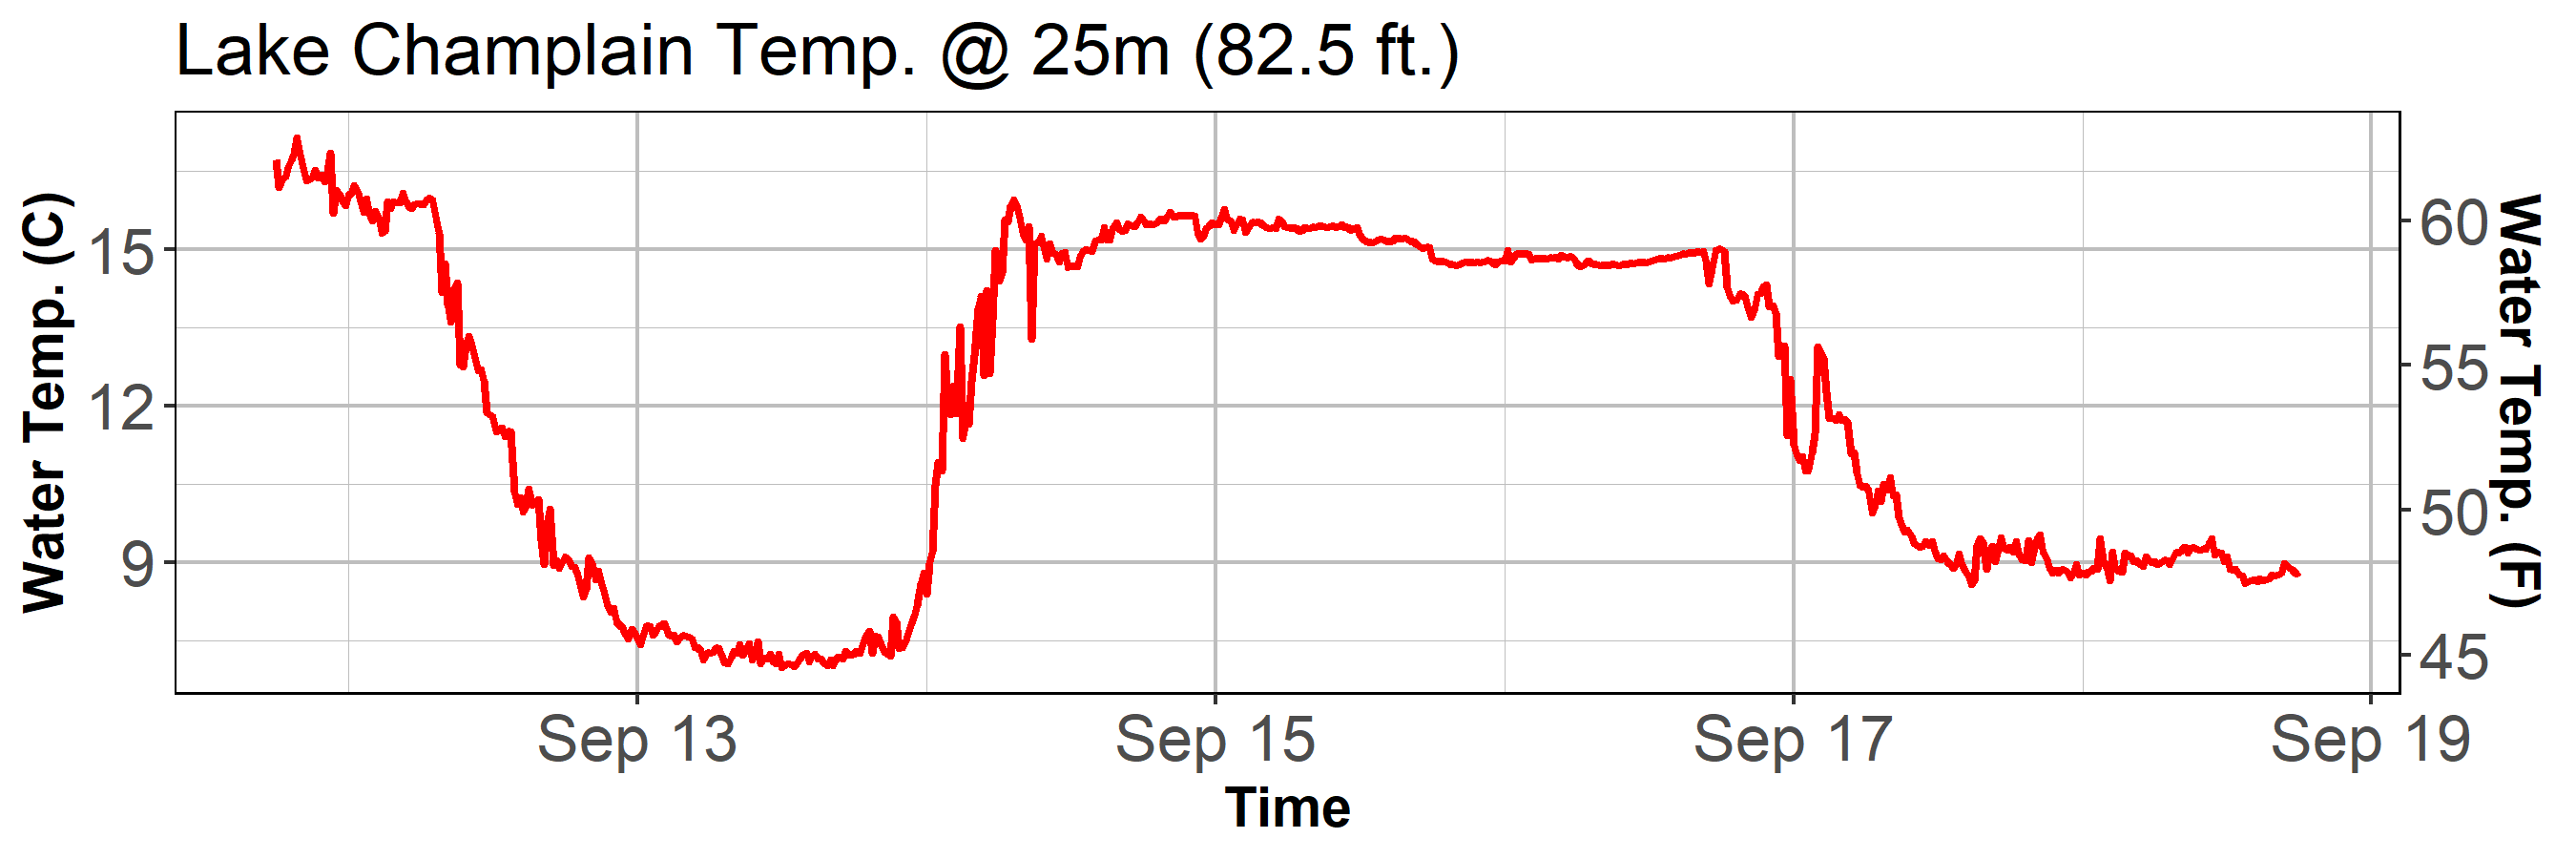 Lake Champlain Temp. @ 25m (82.5 ft.)
Water Temp. (C)
15
12
9
60
55
50
45
Water Temp. (F)
Sep 13
Sep 15
Sep 17
Sep 19
Time